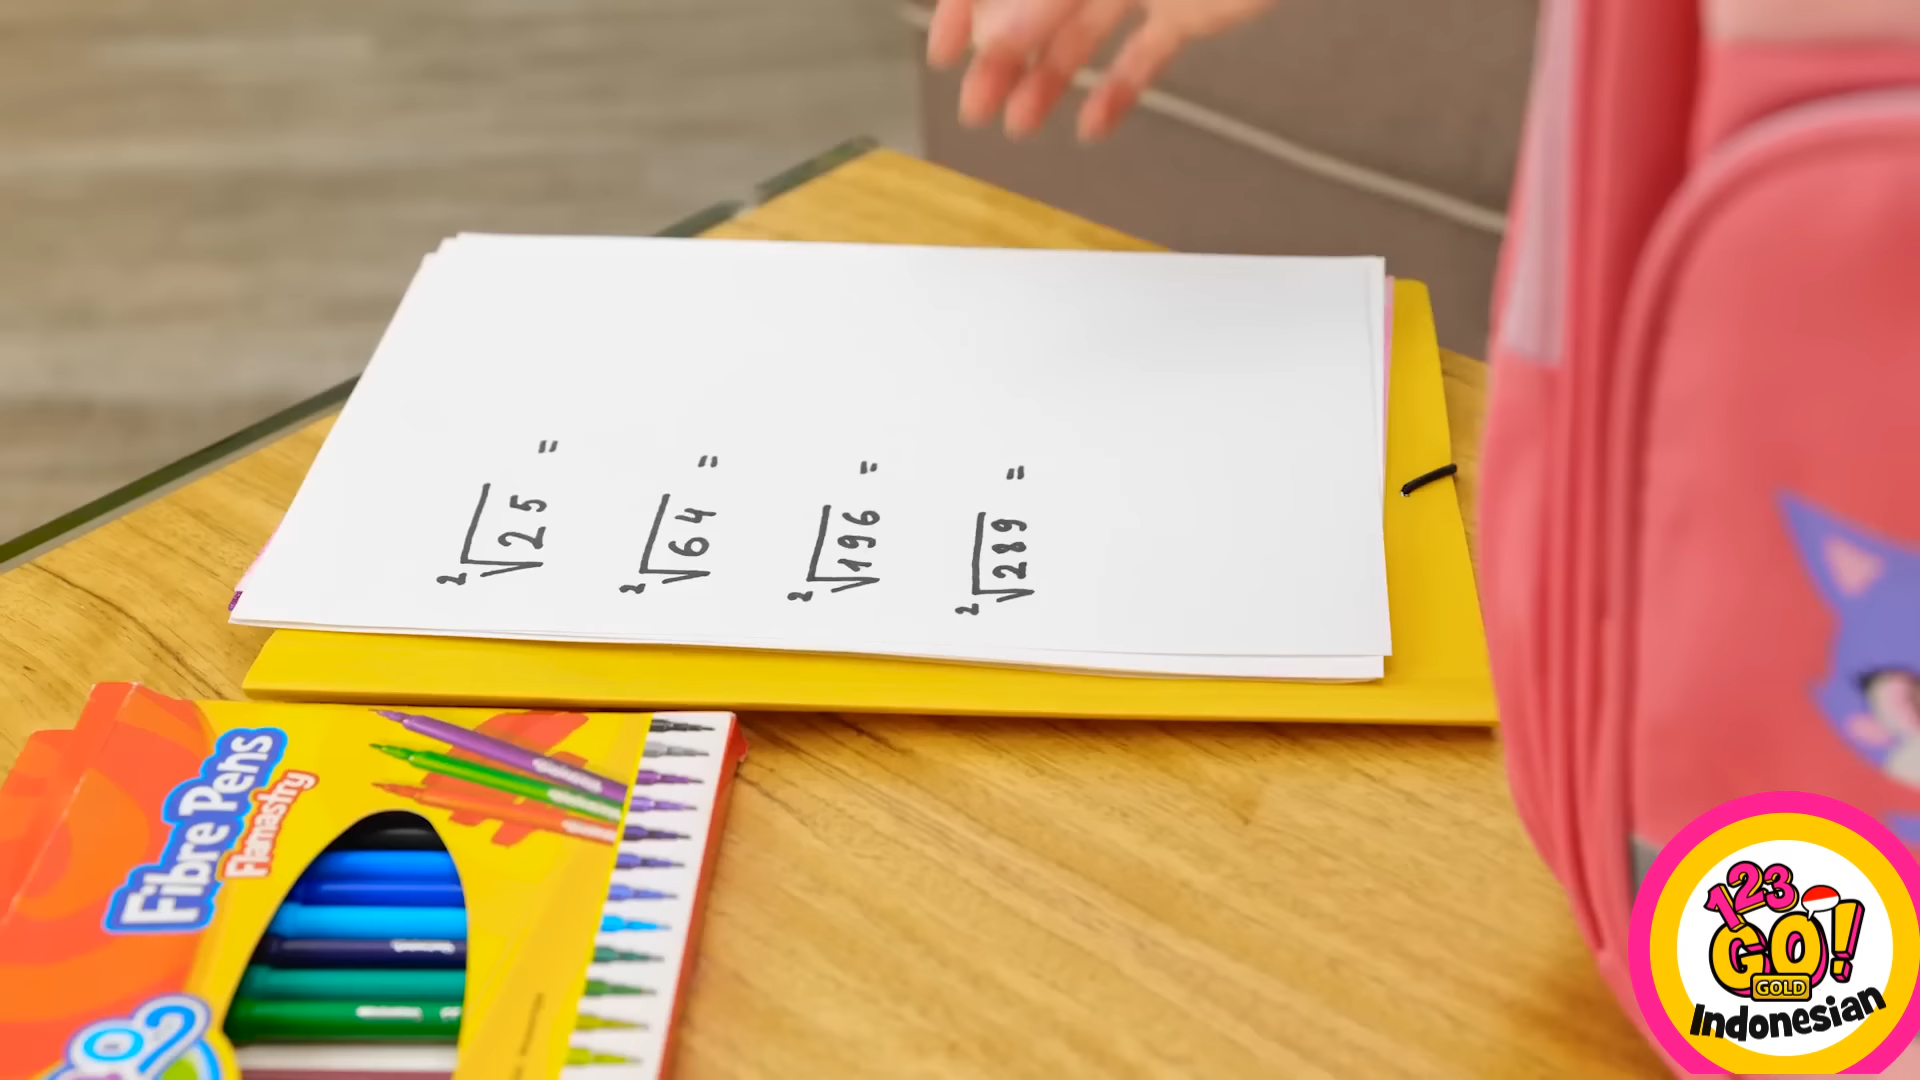 ²√25 =
²√64 =
²√196 =
²√289 =
Fibre Pens
Flamastry
123
GO!
GOLD
Indonesian